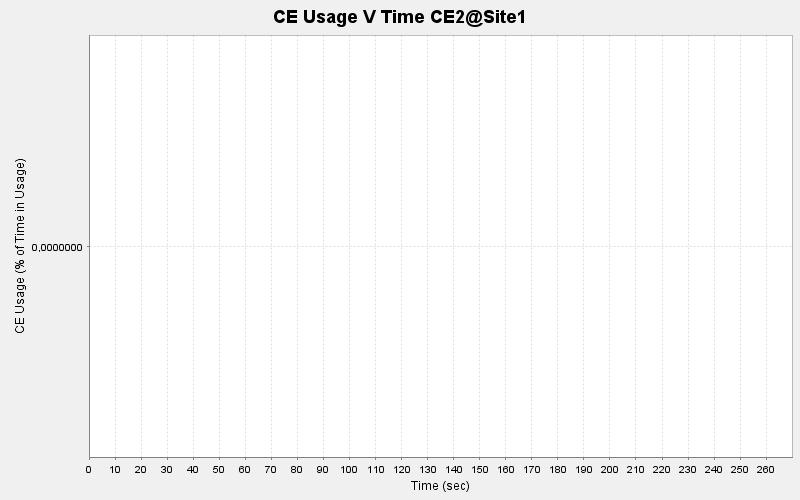 CE Usage V Time CE2@Site1
CE Usage (% of Time in Usage)
0,0000000
0 10 20 30 40 50 60 70 80 90 100 110 120 130 140 150 160 170 180 190 200 210 220 230 240 250 260
Time (sec)